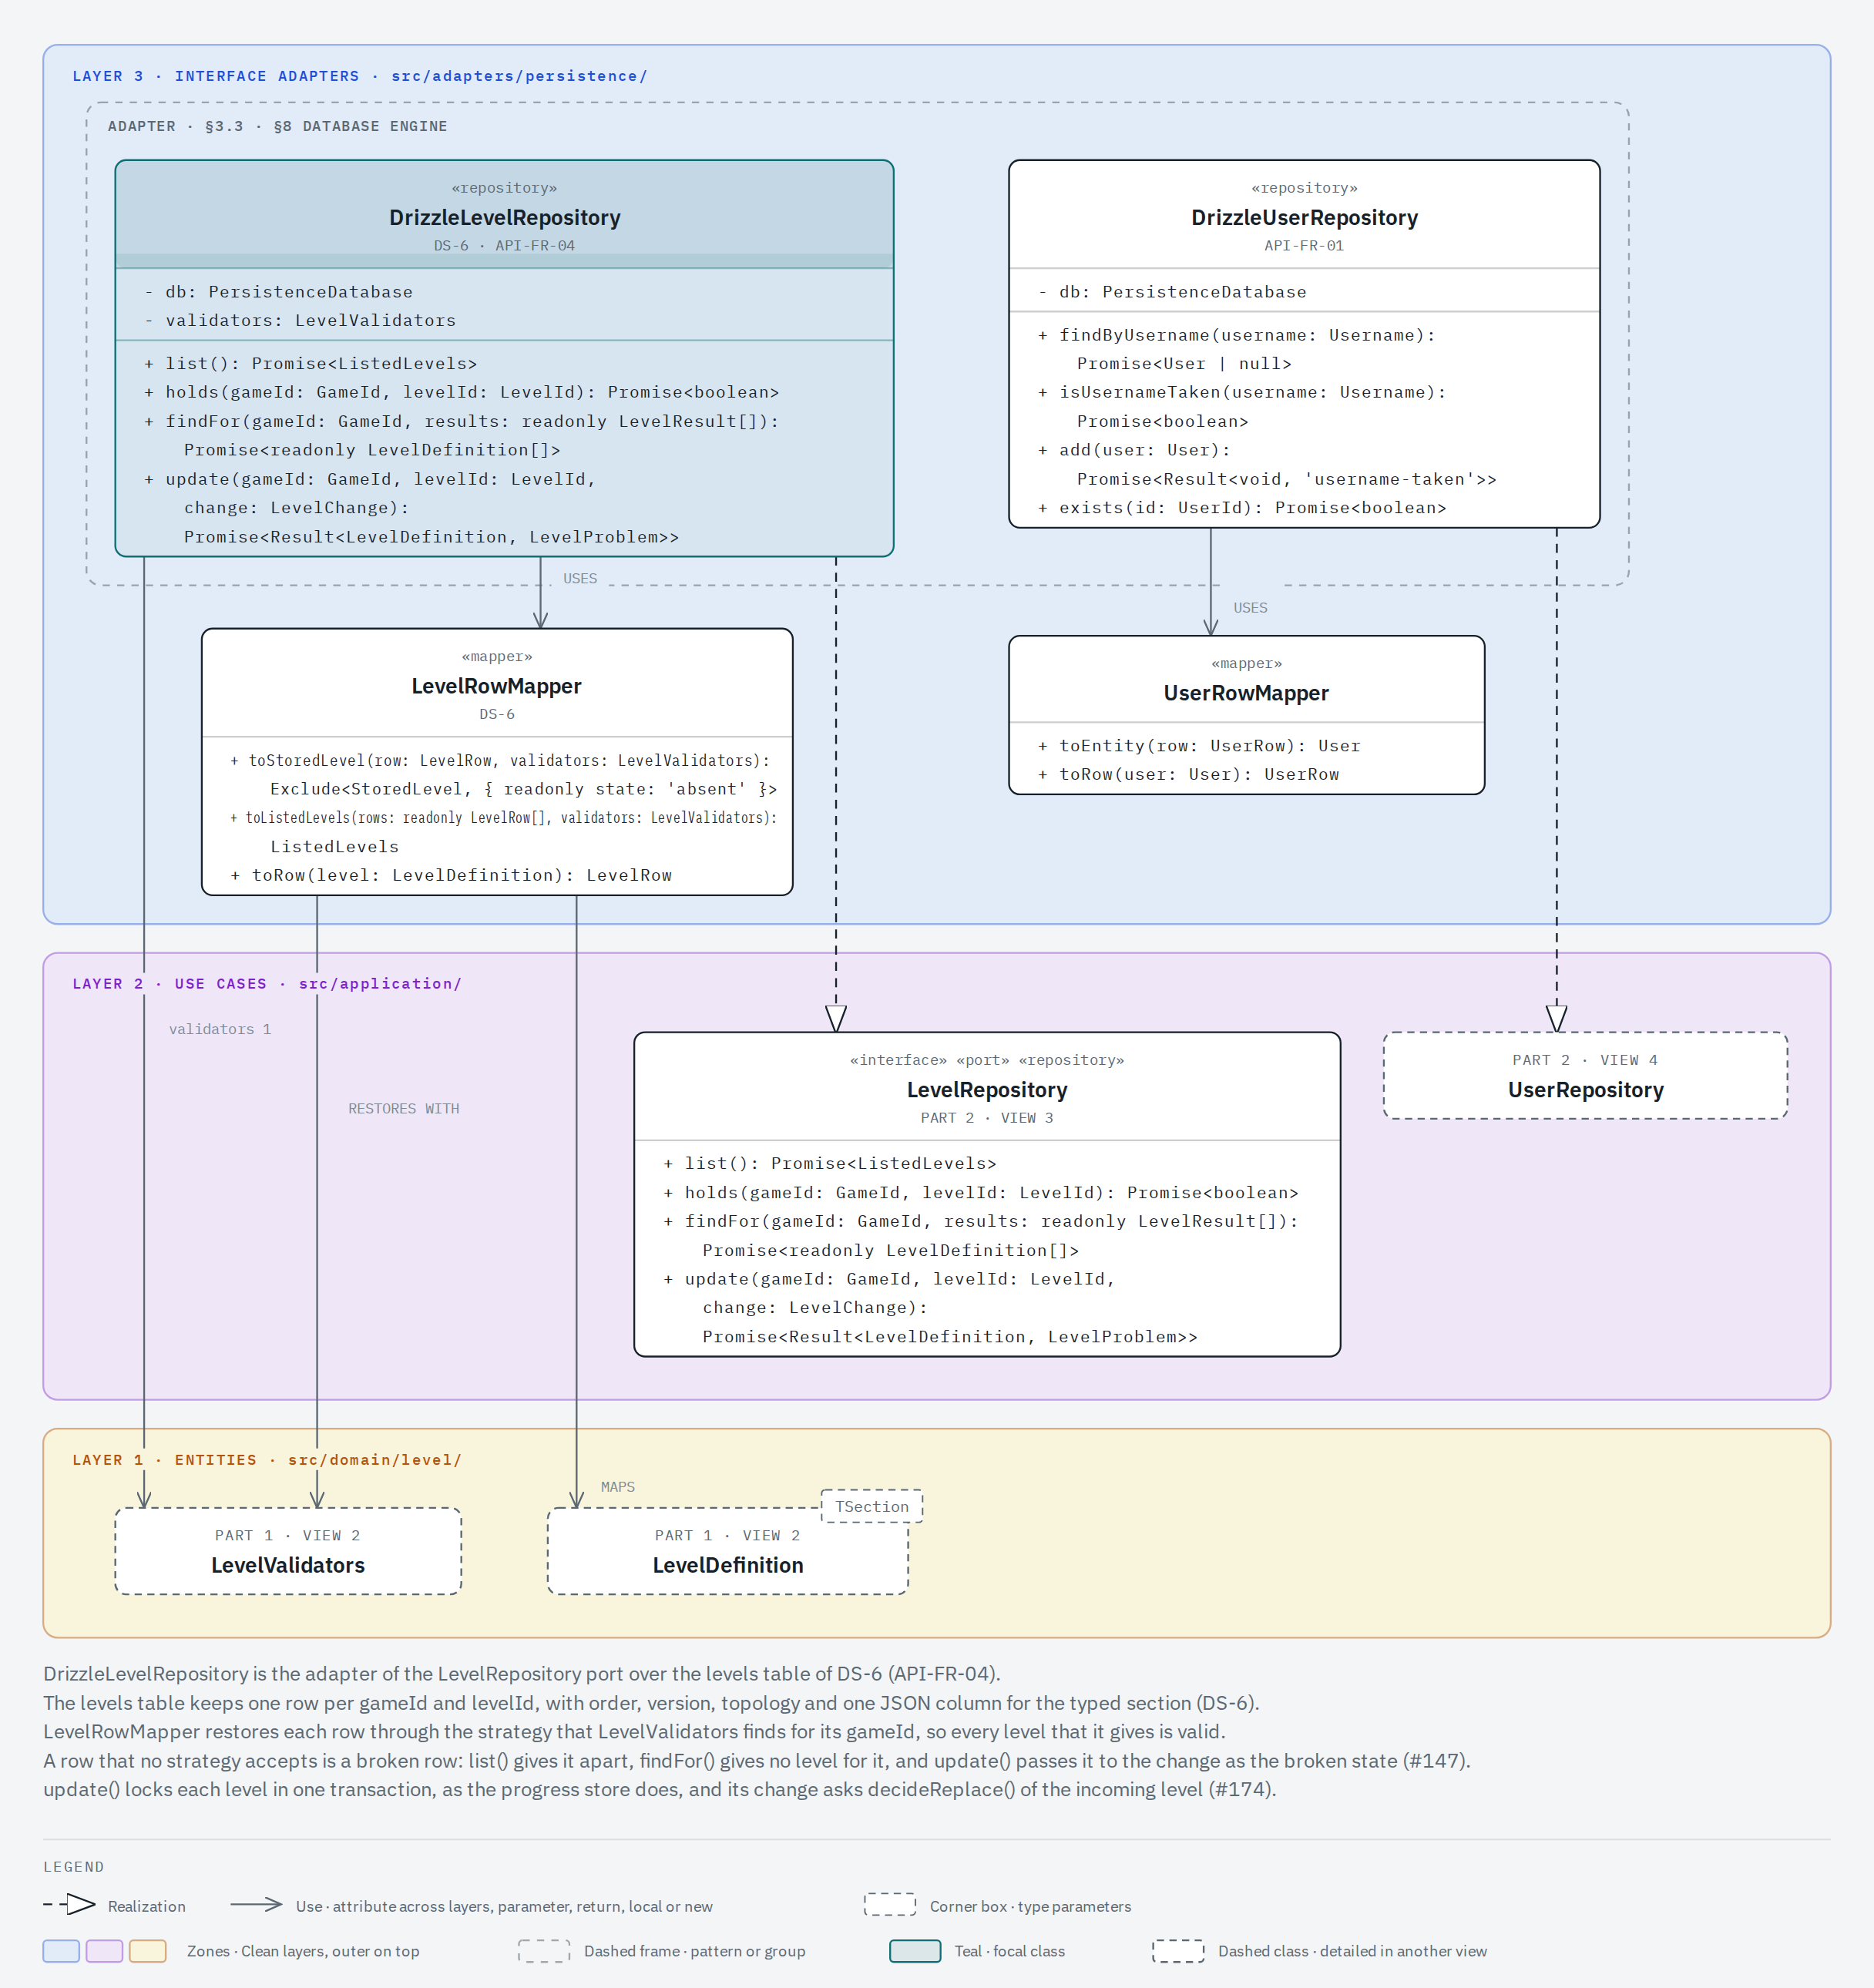 LAYER 3 · INTERFACE ADAPTERS · src/adapters/persistence/
ADAPTER · §3.3 · §8 DATABASE ENGINE
«repository»
DrizzleLevelRepository
DS-6 · API-FR-04
- db: PersistenceDatabase
- validators: LevelValidators
+ list(): Promise<ListedLevels>
+ holds(gameId: GameId, levelId: LevelId): Promise<boolean>
+ findFor(gameId: GameId, results: readonly LevelResult[]):
Promise<readonly LevelDefinition[]>
+ update(gameId: GameId, levelId: LevelId,
change: LevelChange):
Promise<Result<LevelDefinition, LevelProblem>>
«repository»
DrizzleUserRepository
API-FR-01
- db: PersistenceDatabase
+ findByUsername(username: Username):
Promise<User | null>
+ isUsernameTaken(username: Username):
Promise<boolean>
+ add(user: User):
Promise<Result<void, 'username-taken'>>
+ exists(id: UserId): Promise<boolean>
USES
USES
«mapper»
LevelRowMapper
DS-6
+ toStoredLevel(row: LevelRow, validators: LevelValidators):
Exclude<StoredLevel, { readonly state: 'absent' }>
+ toListedLevels(rows: readonly LevelRow[], validators: LevelValidators):
ListedLevels
+ toRow(level: LevelDefinition): LevelRow
«mapper»
UserRowMapper
+ toEntity(row: UserRow): User
+ toRow(user: User): UserRow
LAYER 2 · USE CASES · src/application/
validators 1
RESTORES WITH
«interface» «port» «repository»
LevelRepository
PART 2 · VIEW 3
+ list(): Promise<ListedLevels>
+ holds(gameId: GameId, levelId: LevelId): Promise<boolean>
+ findFor(gameId: GameId, results: readonly LevelResult[]):
Promise<readonly LevelDefinition[]>
+ update(gameId: GameId, levelId: LevelId,
change: LevelChange):
Promise<Result<LevelDefinition, LevelProblem>>
PART 2 · VIEW 4
UserRepository
LAYER 1 · ENTITIES · src/domain/level/
MAPS
TSection
PART 1 · VIEW 2
LevelValidators
PART 1 · VIEW 2
LevelDefinition
DrizzleLevelRepository is the adapter of the LevelRepository port over the levels table of DS-6 (API-FR-04).
The levels table keeps one row per gameId and levelId, with order, version, topology and one JSON column for the typed section (DS-6).
LevelRowMapper restores each row through the strategy that LevelValidators finds for its gameId, so every level that it gives is valid.
A row that no strategy accepts is a broken row: list() gives it apart, findFor() gives no level for it, and update() passes it to the change as the broken state (#147).
update() locks each level in one transaction, as the progress store does, and its change asks decideReplace() of the incoming level (#174).
LEGEND
Realization
Use · attribute across layers, parameter, return, local or new
Corner box · type parameters
Zones · Clean layers, outer on top
Dashed frame · pattern or group
Teal · focal class
Dashed class · detailed in another view